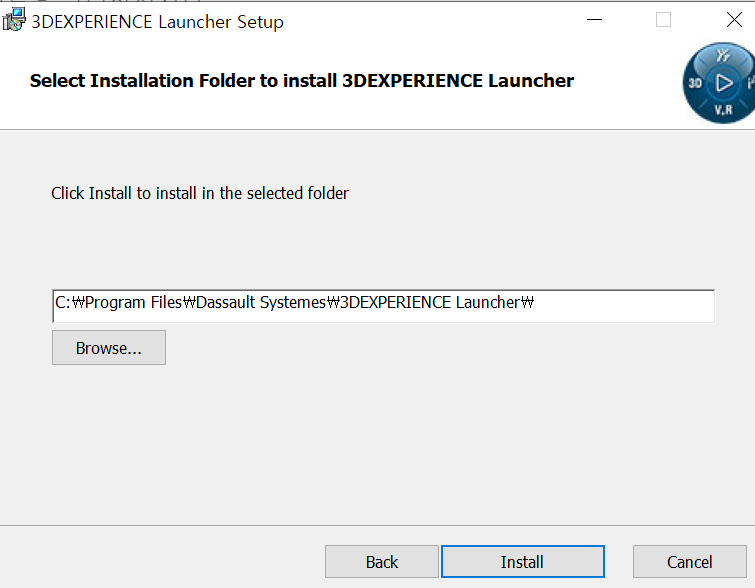 3DEXPERIENCE Launcher Setup
Select Installation Folder to install 3DEXPERIENCE Launcher
3D
V.R
Click Install to install in the selected folder
C:₩Program Files₩Dassault Systemes₩3DEXPERIENCE Launcher₩
Browse...
Back
Install
Cancel